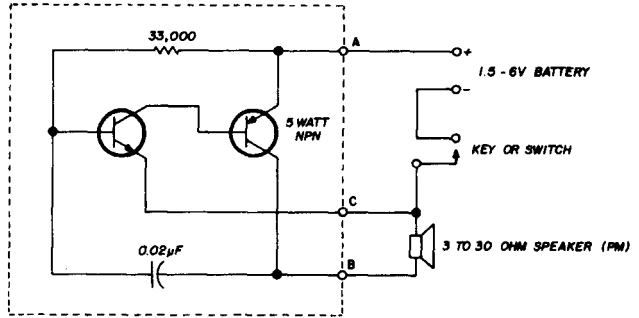 33,000
A
+
1.5 - 6V BATTERY
-
5 WATT
NPN
KEY OR SWITCH
C
0.02µF
B
3 TO 30 OHM SPEAKER (PM)